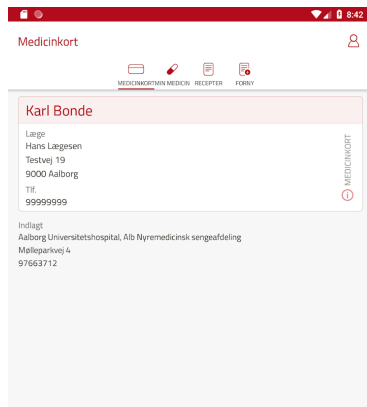 8:42
Medicinkort
MEDICINKORT MIN MEDICIN RECEPTER FORNY
Karl Bonde
Læge
Hans Lægesen
Testvej 19
9000 Aalborg
Tlf.
99999999
MEDICINKORT
Indlagt
Aalborg Universitetshospital, Alb Nyremedicinsk sengeafdeling
Mølleparkvej 4
97663712